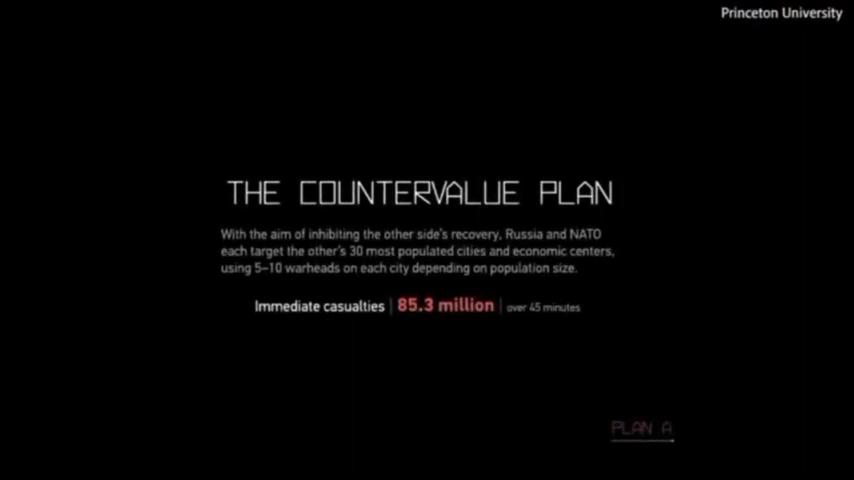 Princeton University
THE COUNTERVALUE PLAN
With the aim of inhibiting the other side's recovery, Russia and NATO
each target the other's 30 most populated cities and economic centers,
using 5–10 warheads on each city depending on population size.
Immediate casualties | 85.3 million | over 45 minutes
PLAN A